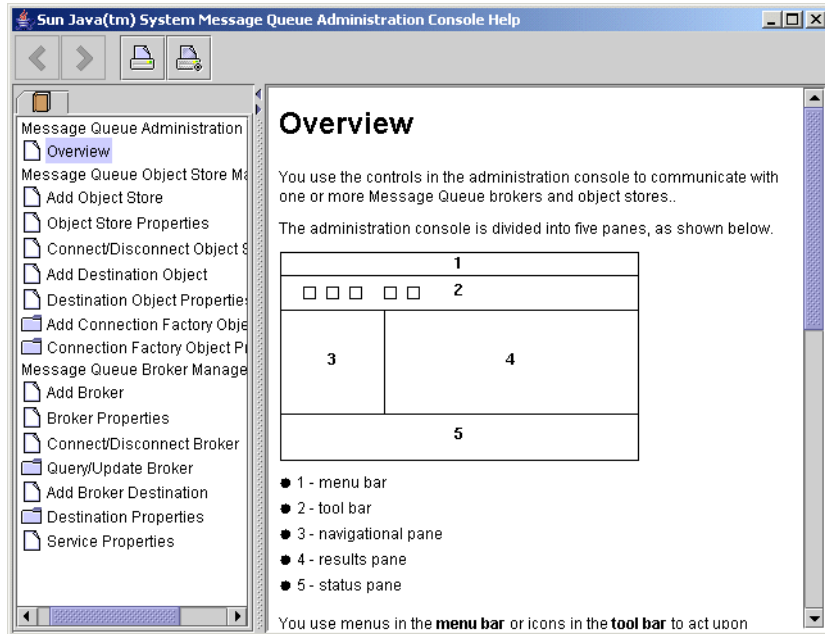 Sun Java(tm) System Message Queue Administration Console Help
Message Queue Administration
Overview
Message Queue Object Store Ma
Add Object Store
Object Store Properties
Connect/Disconnect Object S
Add Destination Object
Destination Object Properties
Add Connection Factory Obje
Connection Factory Object Pr
Message Queue Broker Manage
Add Broker
Broker Properties
Connect/Disconnect Broker
Query/Update Broker
Add Broker Destination
Destination Properties
Service Properties
Overview
You use the controls in the administration console to communicate with
one or more Message Queue brokers and object stores..
The administration console is divided into five panes, as shown below.
1
2
3
4
5
1 - menu bar
2 - tool bar
3 - navigational pane
4 - results pane
5 - status pane
You use menus in the menu bar or icons in the tool bar to act upon